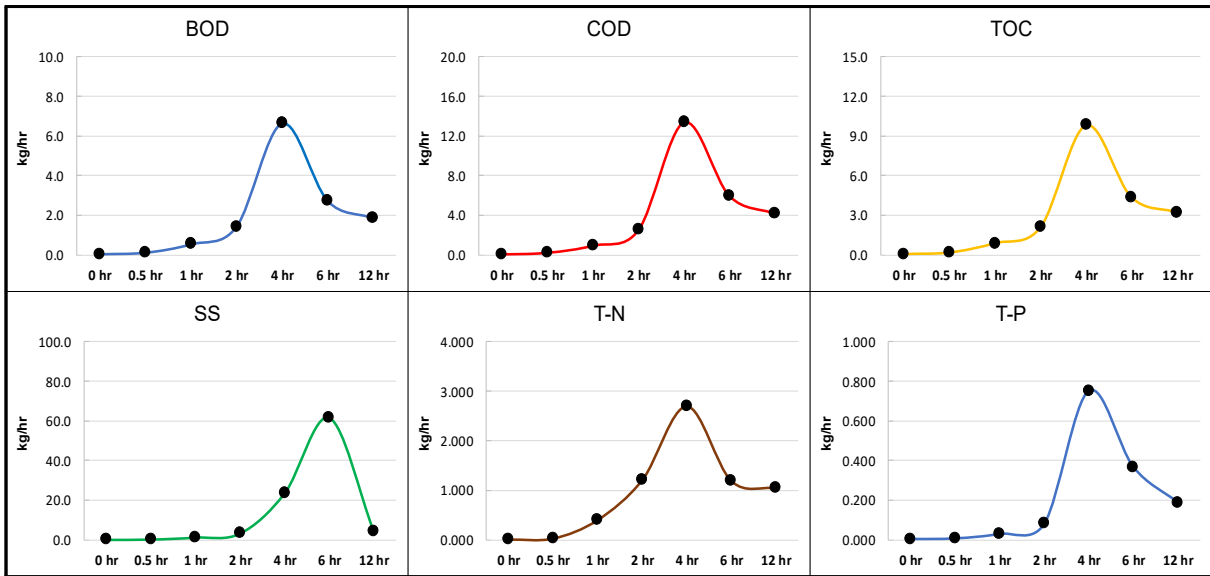 BOD
10.0
8.0
6.0
4.0
2.0
0.0
kg/hr
0 hr 0.5 hr 1 hr 2 hr 4 hr 6 hr 12 hr
COD
20.0
16.0
12.0
8.0
4.0
0.0
kg/hr
0 hr 0.5 hr 1 hr 2 hr 4 hr 6 hr 12 hr
TOC
15.0
12.0
9.0
6.0
3.0
0.0
kg/hr
0 hr 0.5 hr 1 hr 2 hr 4 hr 6 hr 12 hr
SS
100.0
80.0
60.0
40.0
20.0
0.0
kg/hr
0 hr 0.5 hr 1 hr 2 hr 4 hr 6 hr 12 hr
T-N
4.000
3.000
2.000
1.000
0.000
kg/hr
0 hr 0.5 hr 1 hr 2 hr 4 hr 6 hr 12 hr
T-P
1.000
0.800
0.600
0.400
0.200
0.000
kg/hr
0 hr 0.5 hr 1 hr 2 hr 4 hr 6 hr 12 hr